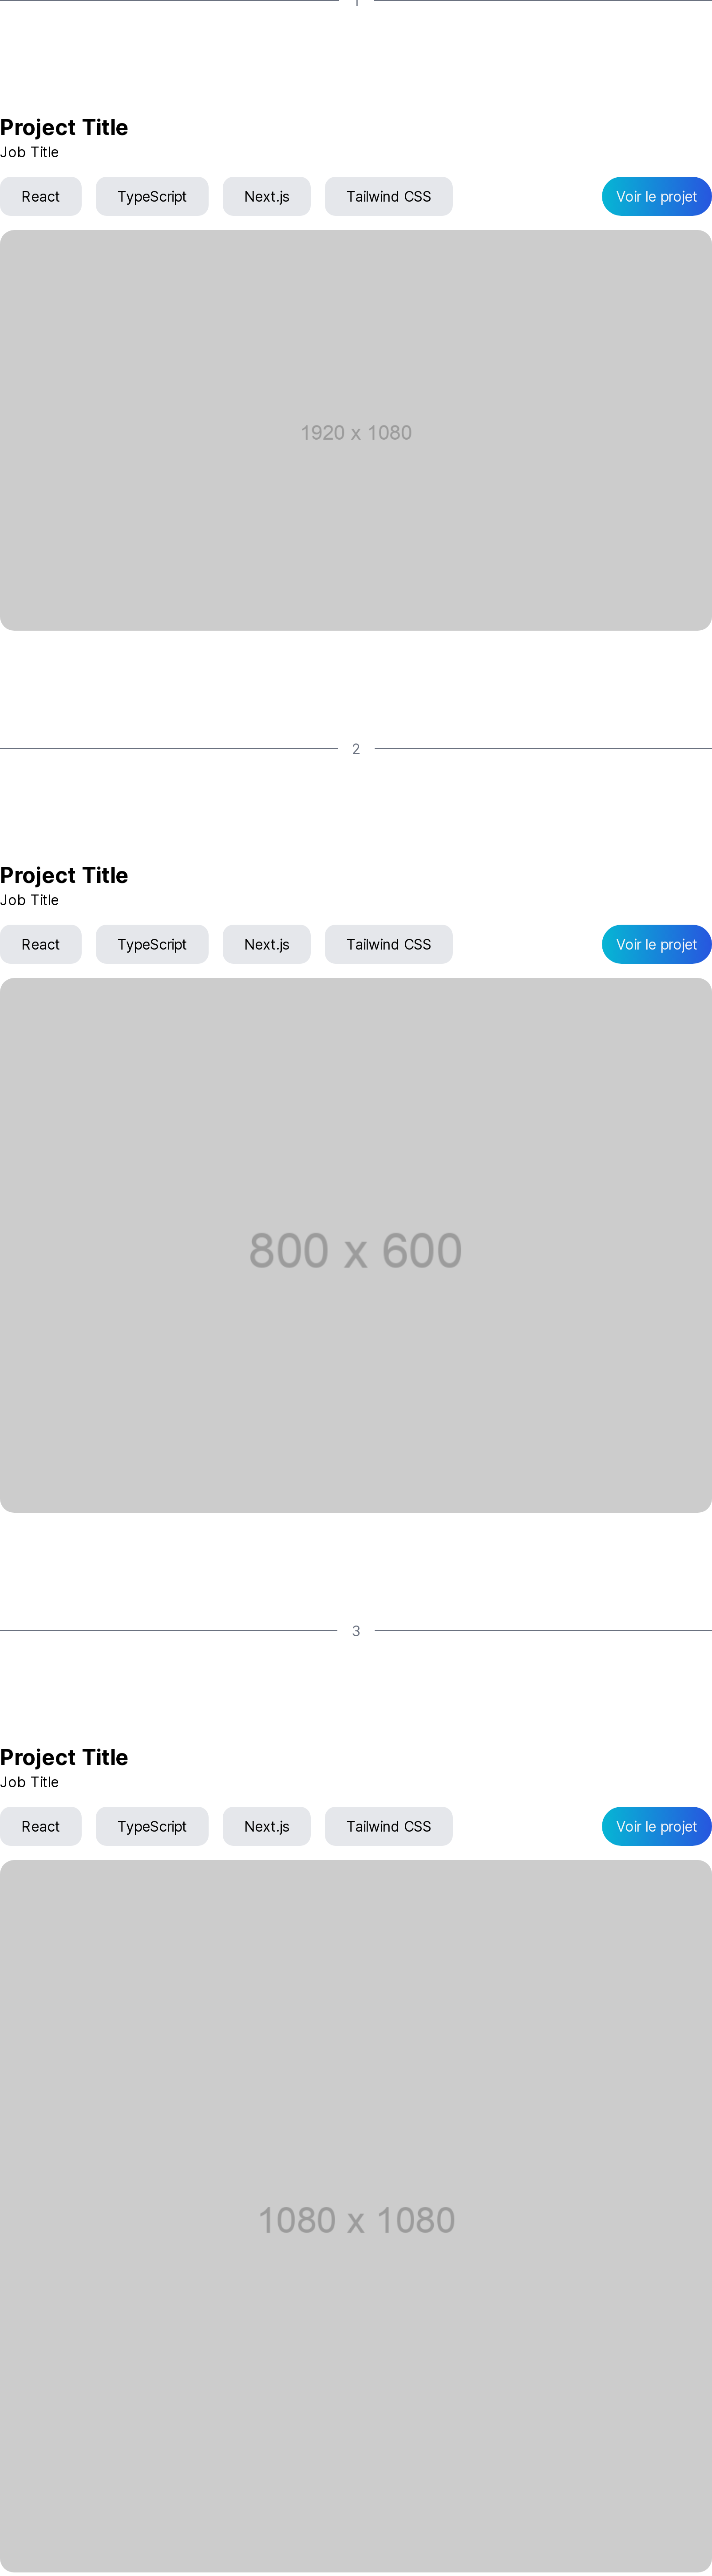 1
Project Title
Job Title
React TypeScript Next.js Tailwind CSS Voir le projet
1920 x 1080
2
Project Title
Job Title
React TypeScript Next.js Tailwind CSS Voir le projet
800 x 600
3
Project Title
Job Title
React TypeScript Next.js Tailwind CSS Voir le projet
1080 x 1080